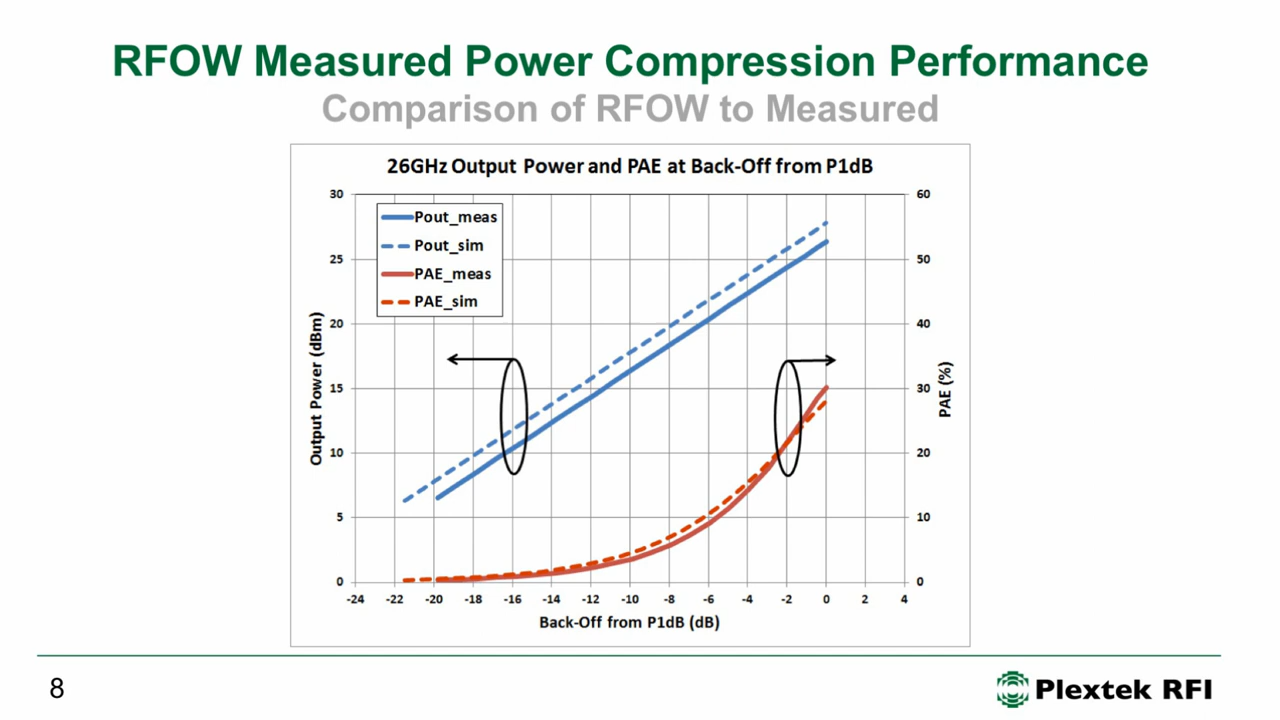 RFOW Measured Power Compression Performance
Comparison of RFOW to Measured
26GHz Output Power and PAE at Back-Off from P1dB
30
25
20
15
10
5
0
Output Power (dBm)
Pout_meas
Pout_sim
PAE_meas
PAE_sim
60
50
40
30
20
10
0
PAE (%)
-24 -22 -20 -18 -16 -14 -12 -10 -8 -6 -4 -2 0 2 4
Back-Off from P1dB (dB)
8
Plextek RFI